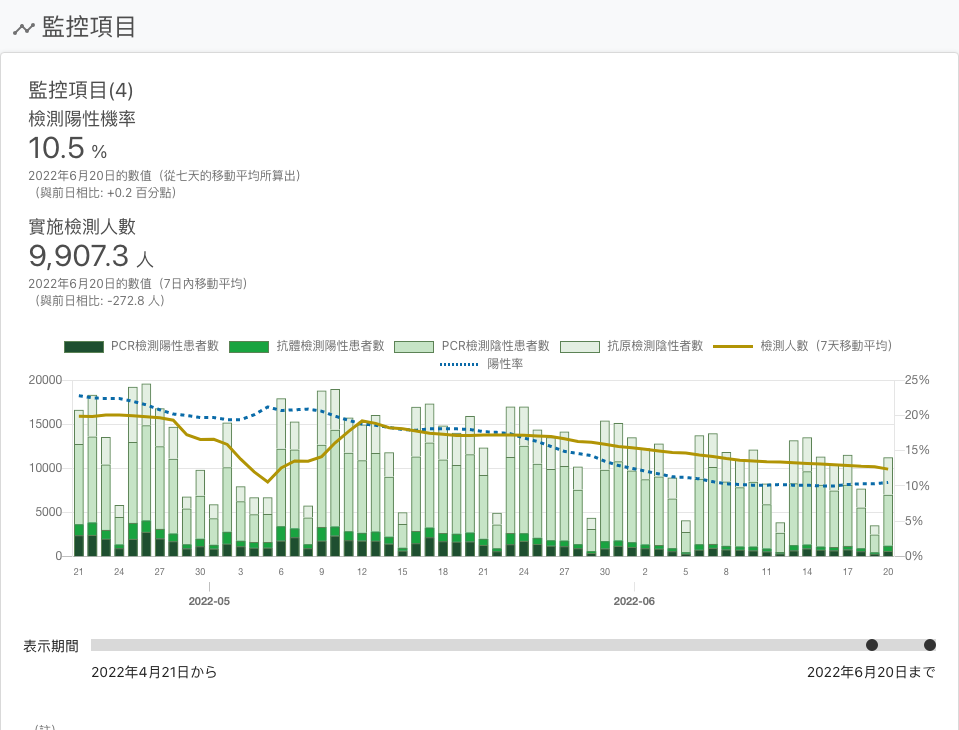 監控項目
監控項目(4)
檢測陽性機率
10.5 %
2022年6月20日的數值（從七天的移動平均所算出）
（與前日相比: +0.2 百分點）
實施檢測人數
9,907.3 人
2022年6月20日的數值（7日內移動平均）
（與前日相比: -272.8 人）
PCR檢測陽性患者數 抗體檢測陽性患者數 PCR檢測陰性患者數 抗原檢測陰性者數 檢測人數（7天移動平均）
陽性率
20000 25%
15000 20%
10000 15%
5000 10%
0 5%
0%
21 24 27 30 3 6 9 12 15 18 21 24 27 30 2 5 8 11 14 17 20
2022-05 2022-06
表示期間
2022年4月21日から 2022年6月20日まで
（註）